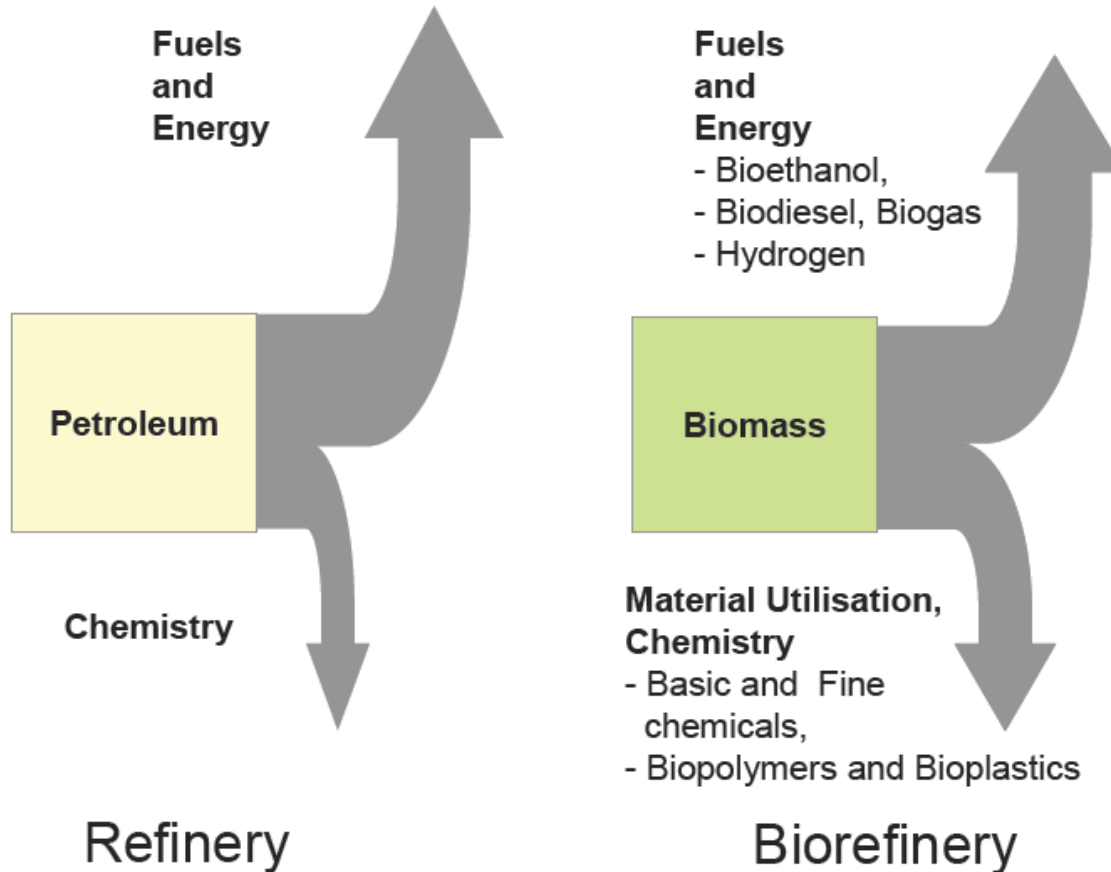 Fuels
and
Energy
Petroleum
Chemistry
Refinery
Fuels
and
Energy
- Bioethanol,
- Biodiesel, Biogas
- Hydrogen
Biomass
Material Utilisation,
Chemistry
- Basic and Fine
chemicals,
- Biopolymers and Bioplastics
Biorefinery